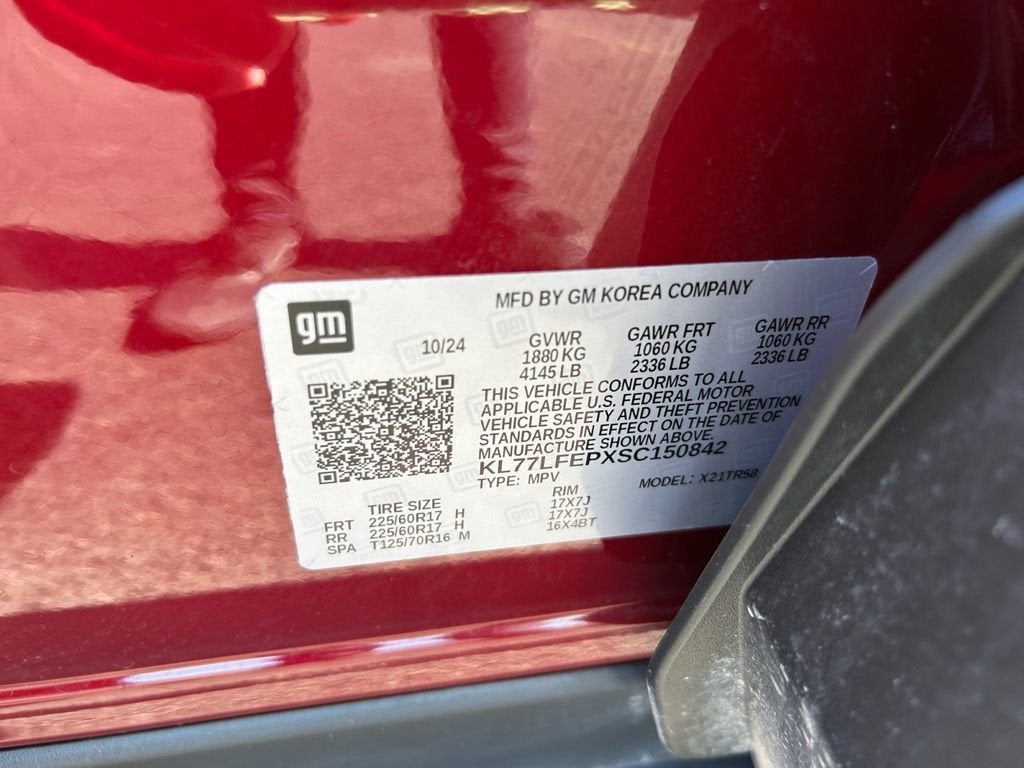 gm
MFD BY GM KOREA COMPANY
10/24
GVWR GAWR FRT GAWR RR
1880 KG 1060 KG 1060 KG
4145 LB 2336 LB 2336 LB
THIS VEHICLE CONFORMS TO ALL
APPLICABLE U.S. FEDERAL MOTOR
VEHICLE SAFETY AND THEFT PREVENTION
STANDARDS IN EFFECT ON THE DATE OF
MANUFACTURE SHOWN ABOVE.
KL77LFEPXSC150842
TYPE: MPV MODEL: X21TR58
TIRE SIZE RIM
FRT 225/60R17 H 17X7J
RR 225/60R17 H 17X7J
SPA T125/70R16 M 16X4BT